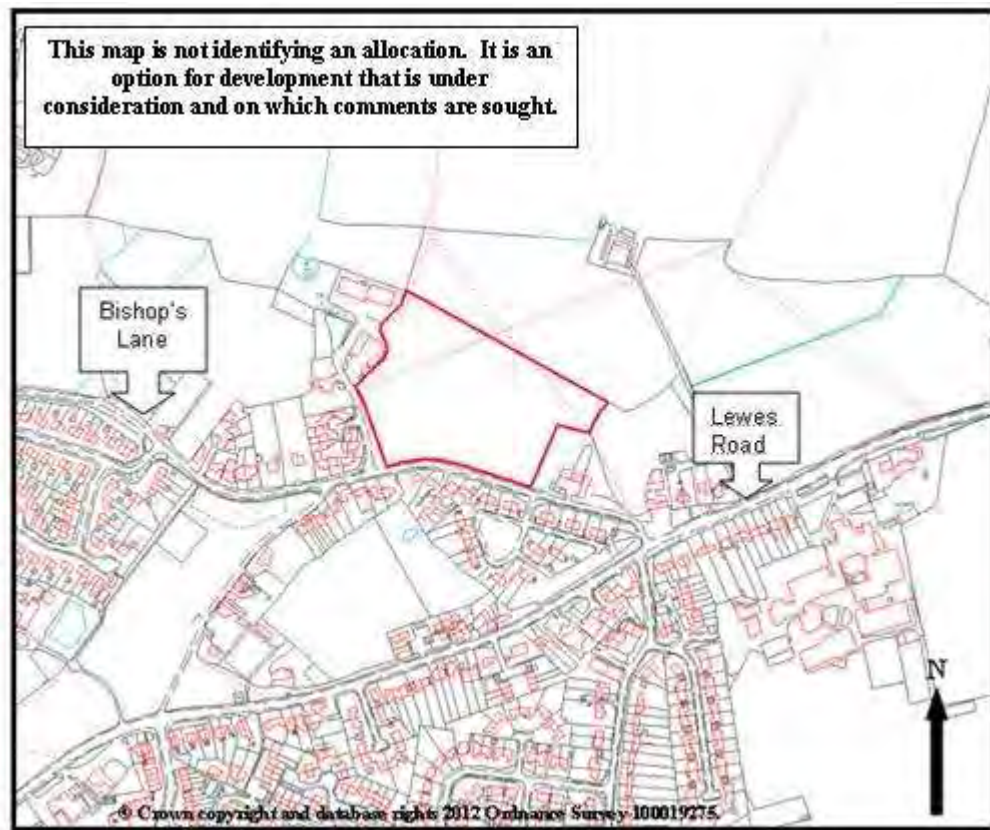 This map is not identifying an allocation. It is an
option for development that is under
consideration and on which comments are sought.
Bishop's
Lane
Lewes
Road
N
© Crown copyright and database rights 2012 Ordnance Survey 100019275.